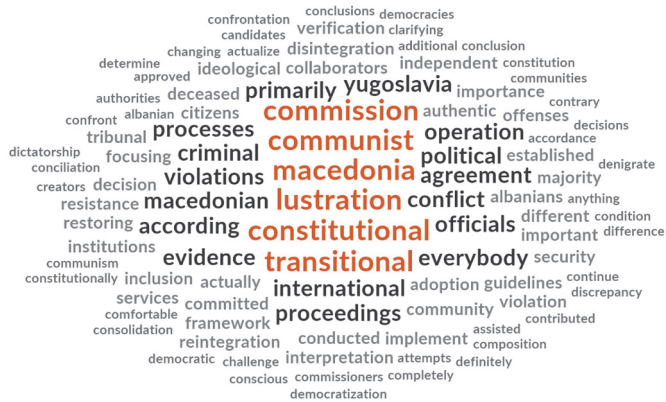 conclusions democracies
confrontation
candidates verification clarifying
changing actualize disintegration additional conclusion
determine ideological collaborators independent constitution
approved primarily yugoslavia communities
authorities deceased importance
contrary
albanian citizens commission authentic offenses
confront decisions
tribunal processes communist operation accordance
dictatorship focusing criminal political established denigrate
conciliation macedonia
creators decision violations agreement majority
resistance macedonian lustration conflict albanians anything
restoring according constitutional officials different condition
important difference
institutions evidence transitional everybody security
communism
constitutionally inclusion actually international adoption guidelines continue
discrepancy
services committed proceedings community violation
comfortable contributed
consolidation framework
reintegration conducted implement assisted
composition
democratic challenge interpretation attempts definitely
conscious commissioners completely
democratization